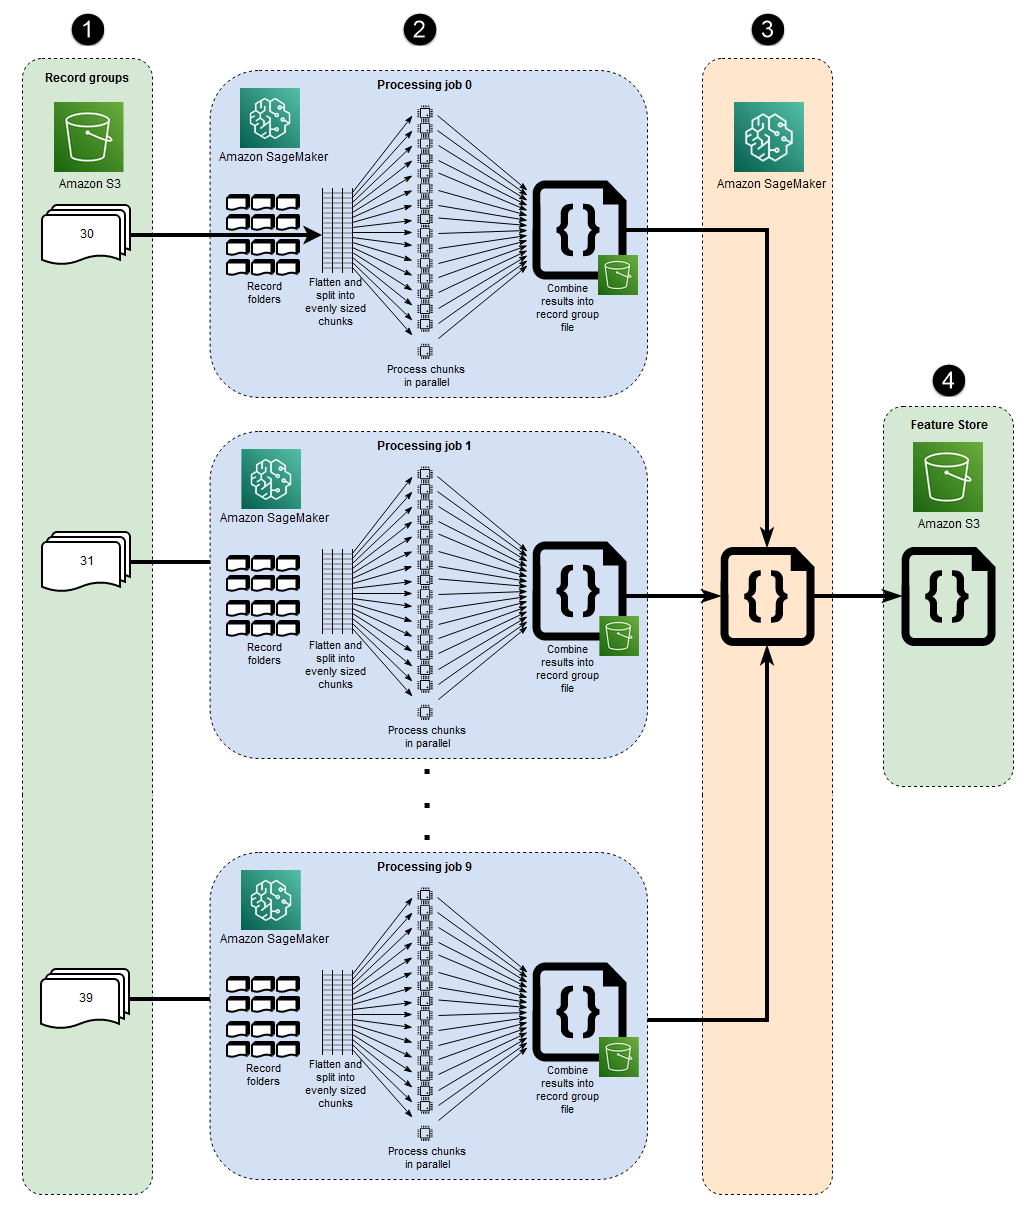 1
2
3
4
Record groups
Amazon S3
30
31
39
Processing job 0
Amazon SageMaker
Record
folders
Flatten and
split into
evenly sized
chunks
Process chunks
in parallel
{}
Combine
results into
record group
file
Processing job 1
Amazon SageMaker
Record
folders
Flatten and
split into
evenly sized
chunks
Process chunks
in parallel
{}
Combine
results into
record group
file
Processing job 9
Amazon SageMaker
Record
folders
Flatten and
split into
evenly sized
chunks
Process chunks
in parallel
{}
Combine
results into
record group
file
Amazon SageMaker
{}
Feature Store
Amazon S3
{}